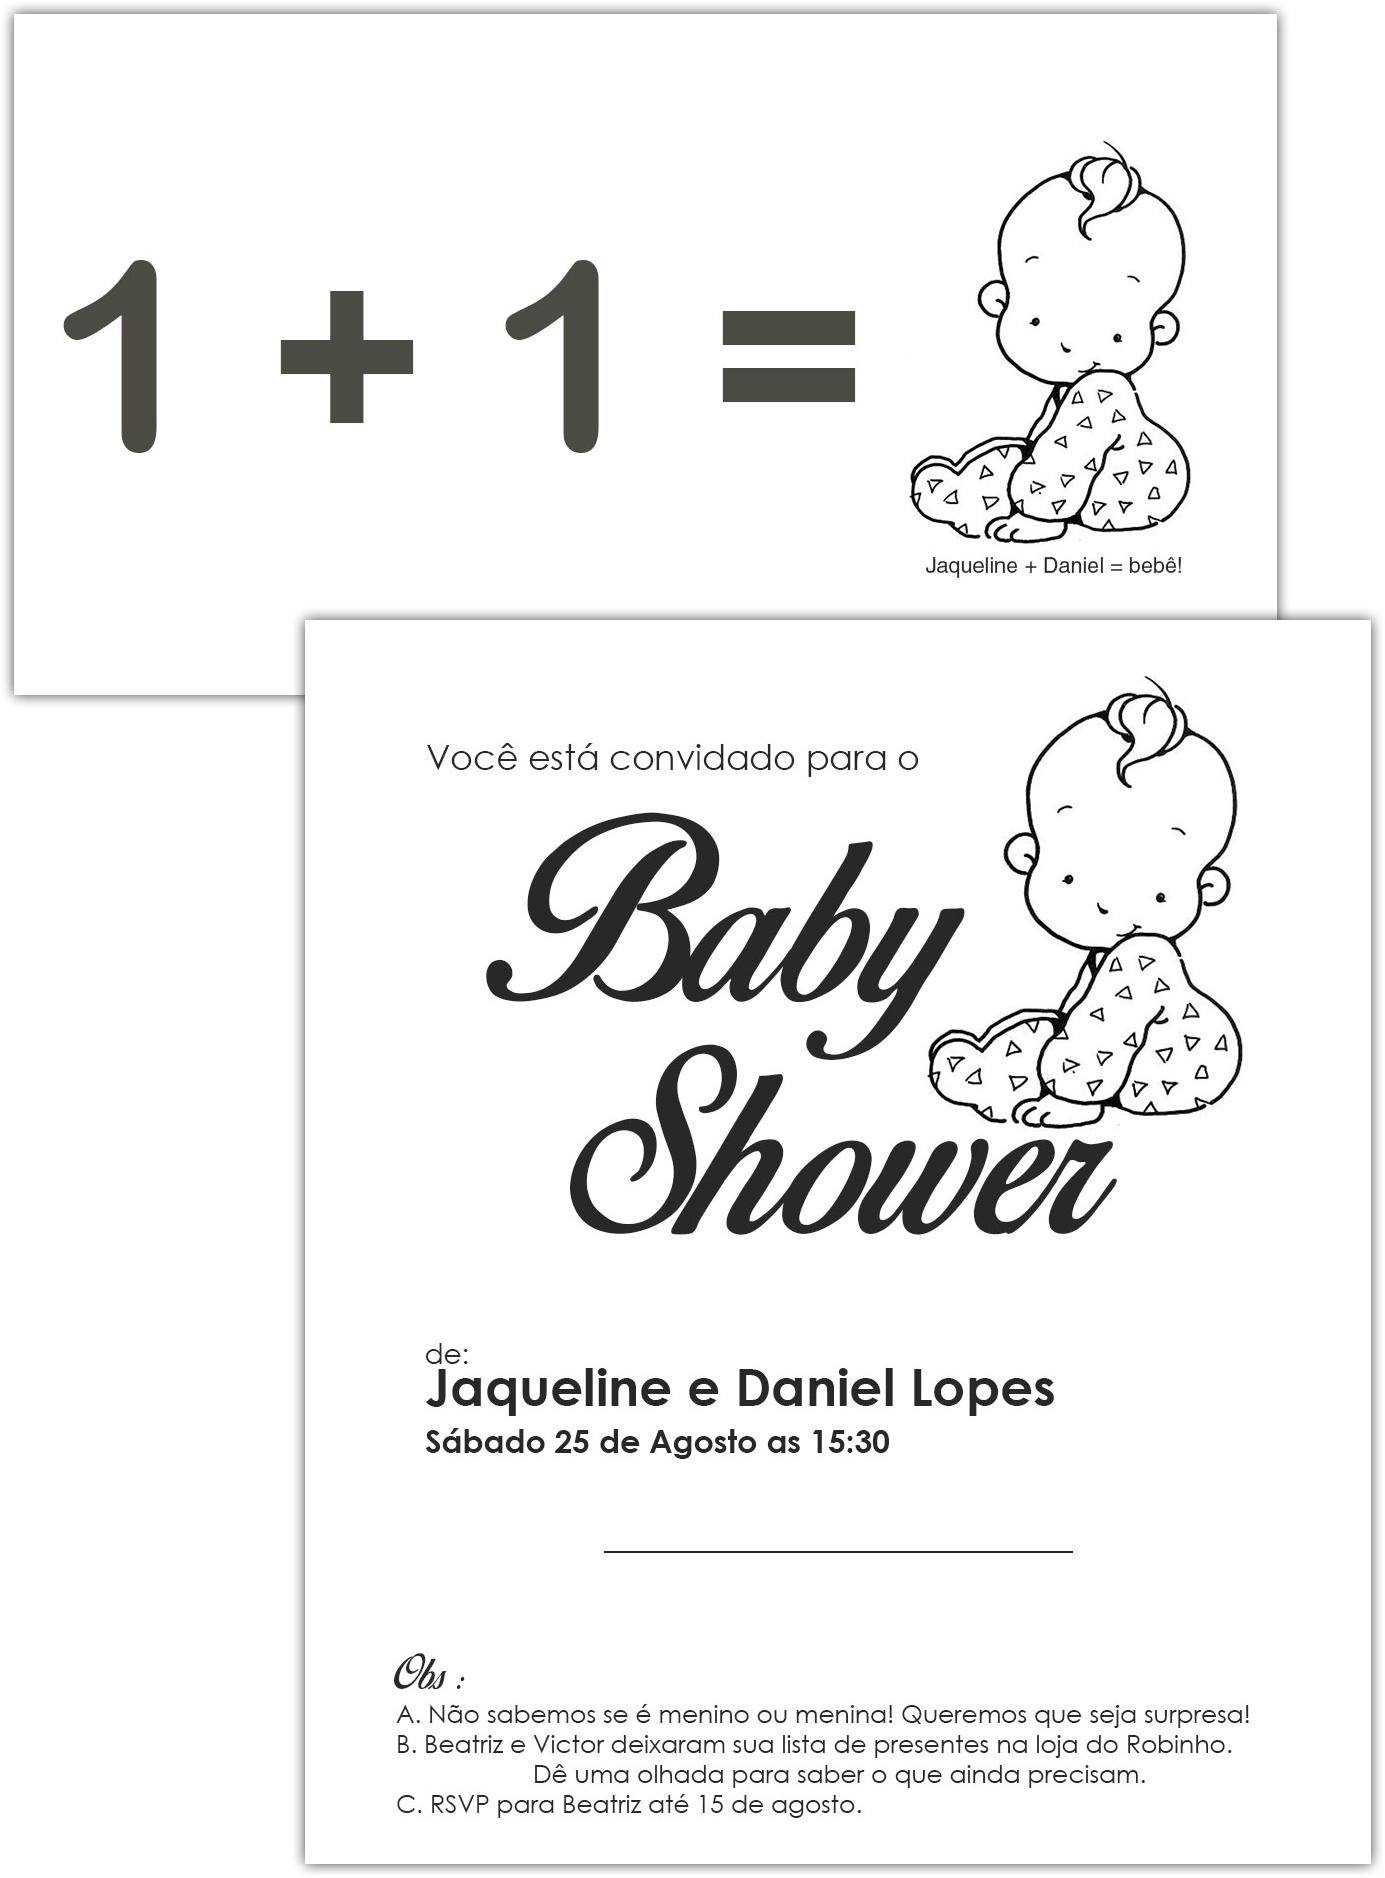 1 + 1 =
Jaqueline + Daniel = bebê!
Você está convidado para o
Baby
Shower
de:
Jaqueline e Daniel Lopes
Sábado 25 de Agosto as 15:30
Obs :
A. Não sabemos se é menino ou menina! Queremos que seja surpresa!
B. Beatriz e Victor deixaram sua lista de presentes na loja do Robinho.
Dê uma olhada para saber o que ainda precisam.
C. RSVP para Beatriz até 15 de agosto.